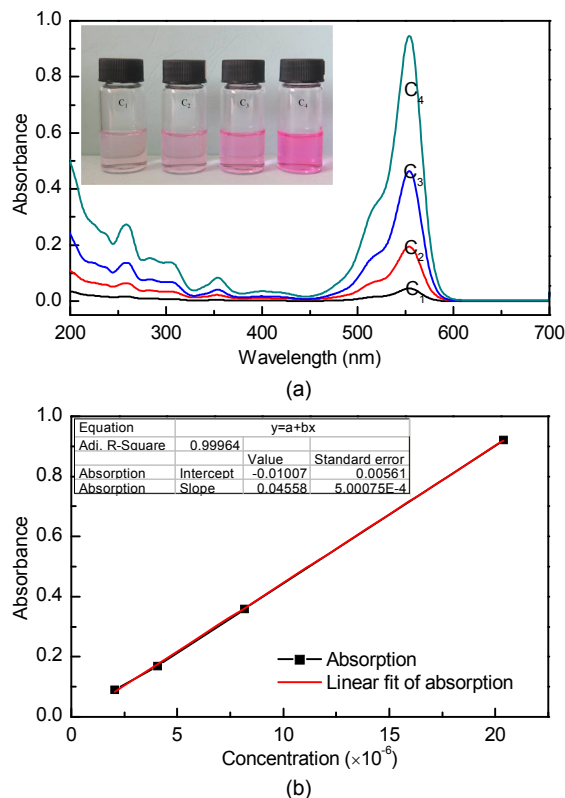 1.0
0.8
0.6
0.4
0.2
0.0
Absorbance
C₁ C₂ C₃ C₄
C₄
C₃
C₂
C₁
200 300 400 500 600 700
Wavelength (nm)
(a)
1.0
0.8
0.6
0.4
0.2
0.0
Absorbance
Equation y=a+bx
Adj. R-Square 0.99964
Value Standard error
Absorption Intercept -0.01007 0.00561
Absorption Slope 0.04558 5.00075E-4
Absorption
Linear fit of absorption
0 5 10 15 20
Concentration (×10⁻⁶)
(b)